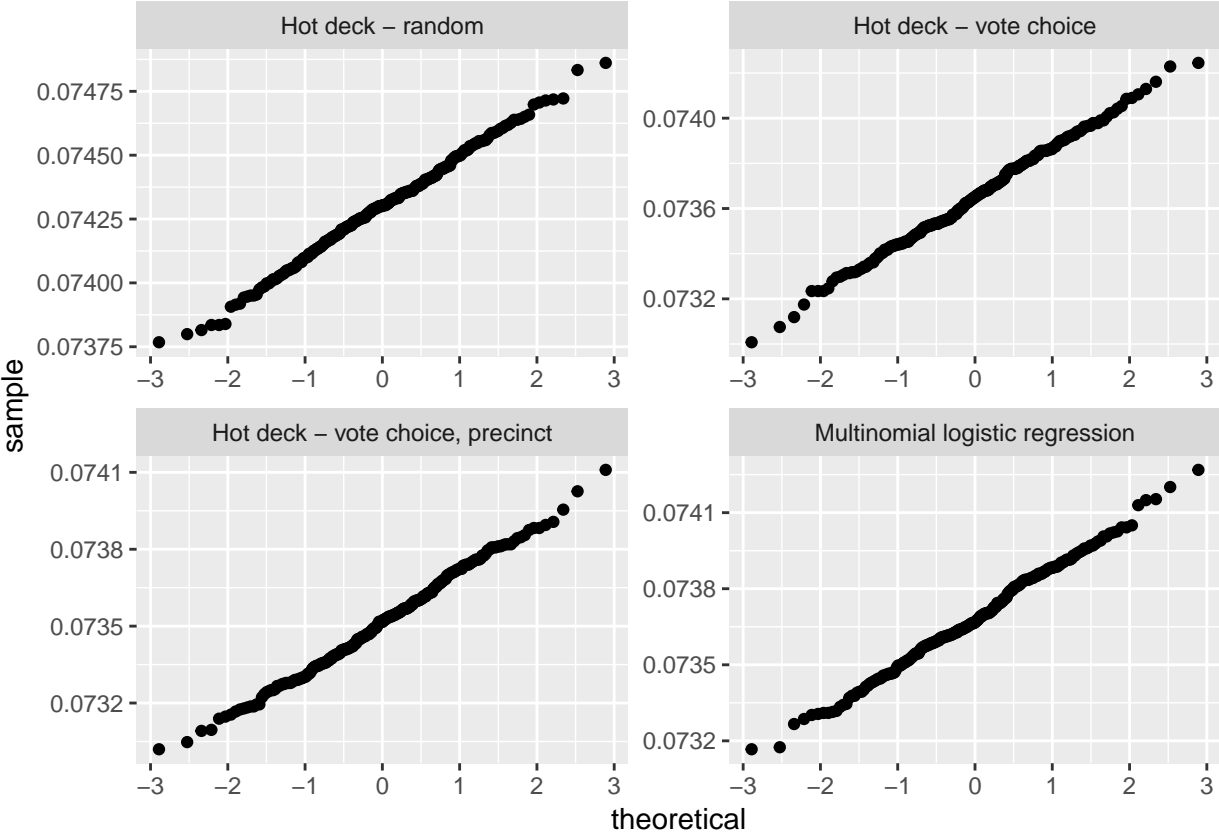 Hot deck − random
Hot deck − vote choice
0.07475
0.07450
0.07425
0.07400
0.07375
0.0740
0.0736
0.0732
−3 −2 −1 0 1 2 3
−3 −2 −1 0 1 2 3
sample
Hot deck − vote choice, precinct
Multinomial logistic regression
0.0741
0.0738
0.0735
0.0732
0.0741
0.0738
0.0735
0.0732
−3 −2 −1 0 1 2 3
−3 −2 −1 0 1 2 3
theoretical